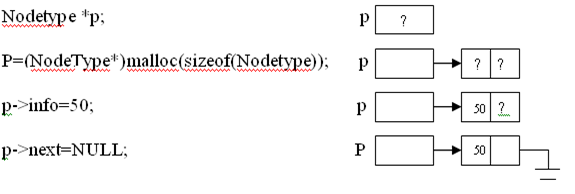 Nodetype *p; p ?
P=(NodeType*)malloc(sizeof(Nodetype)); p ? ?
p->info=50; p 50 ?
p->next=NULL; P 50